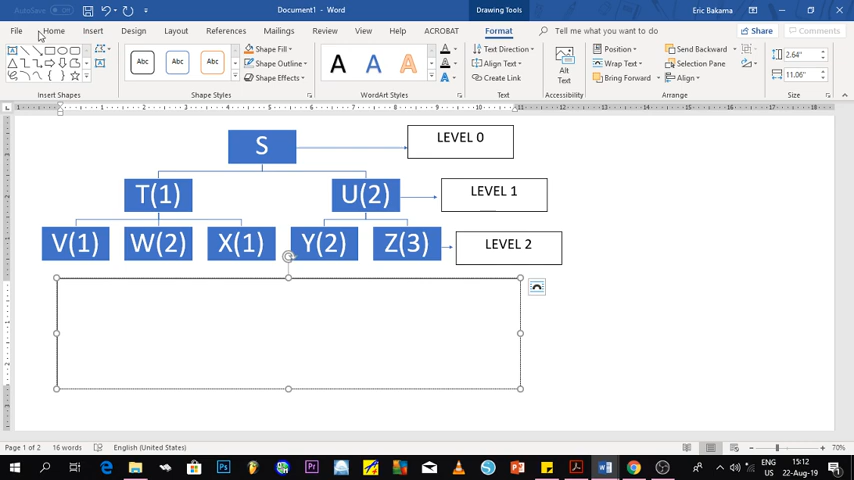 AutoSave Off
Document1 - Word
Drawing Tools
Eric Bakama
File Home Insert Design Layout References Mailings Review View Help ACROBAT Format Tell me what you want to do Share Comments
Shape Fill
Shape Outline
Shape Effects
Abc Abc Abc
A A A
Text Direction
Align Text
Create Link
Alt
Text
Position
Wrap Text
Bring Forward
Send Backward
Selection Pane
Align
2.64"
11.06"
Insert Shapes Shape Styles WordArt Styles Text Accessibility Arrange Size
S
LEVEL 0
T(1) U(2)
LEVEL 1
V(1) W(2) X(1) Y(2) Z(3)
LEVEL 2
Page 1 of 2 16 words English (United States) 70%
ENG
US
15:12
22-Aug-19